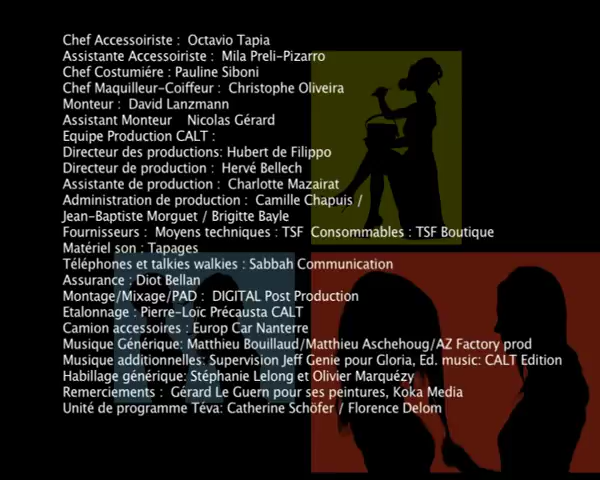 Chef Accessoiriste : Octavio Tapia
Assistante Accessoiriste : Mila Preli-Pizarro
Chef Costumiére : Pauline Siboni
Chef Maquilleur-Coiffeur : Christophe Oliveira
Monteur : David Lanzmann
Assistant Monteur Nicolas Gérard
Equipe Production CALT :
Directeur des productions: Hubert de Filippo
Directeur de production : Hervé Bellech
Assistante de production : Charlotte Mazairat
Administration de production : Camille Chapuis /
Jean-Baptiste Morguet / Brigitte Bayle
Fournisseurs : Moyens techniques : TSF Consommables : TSF Boutique
Matériel son : Tapages
Téléphones et talkies walkies : Sabbah Communication
Assurance : Diot Bellan
Montage/Mixage/PAD : DIGITAL Post Production
Etalonnage : Pierre-Loïc Précausta CALT
Camion accessoires : Europ Car Nanterre
Musique Générique: Matthieu Bouillaud/Matthieu Aschehoug/AZ Factory prod
Musique additionnelles: Supervision Jeff Genie pour Gloria, Ed. music: CALT Edition
Habillage générique: Stéphanie Lelong et Olivier Marquézy
Remerciements : Gérard Le Guern pour ses peintures, Koka Media
Unité de programme Téva: Catherine Schöfer / Florence Delom